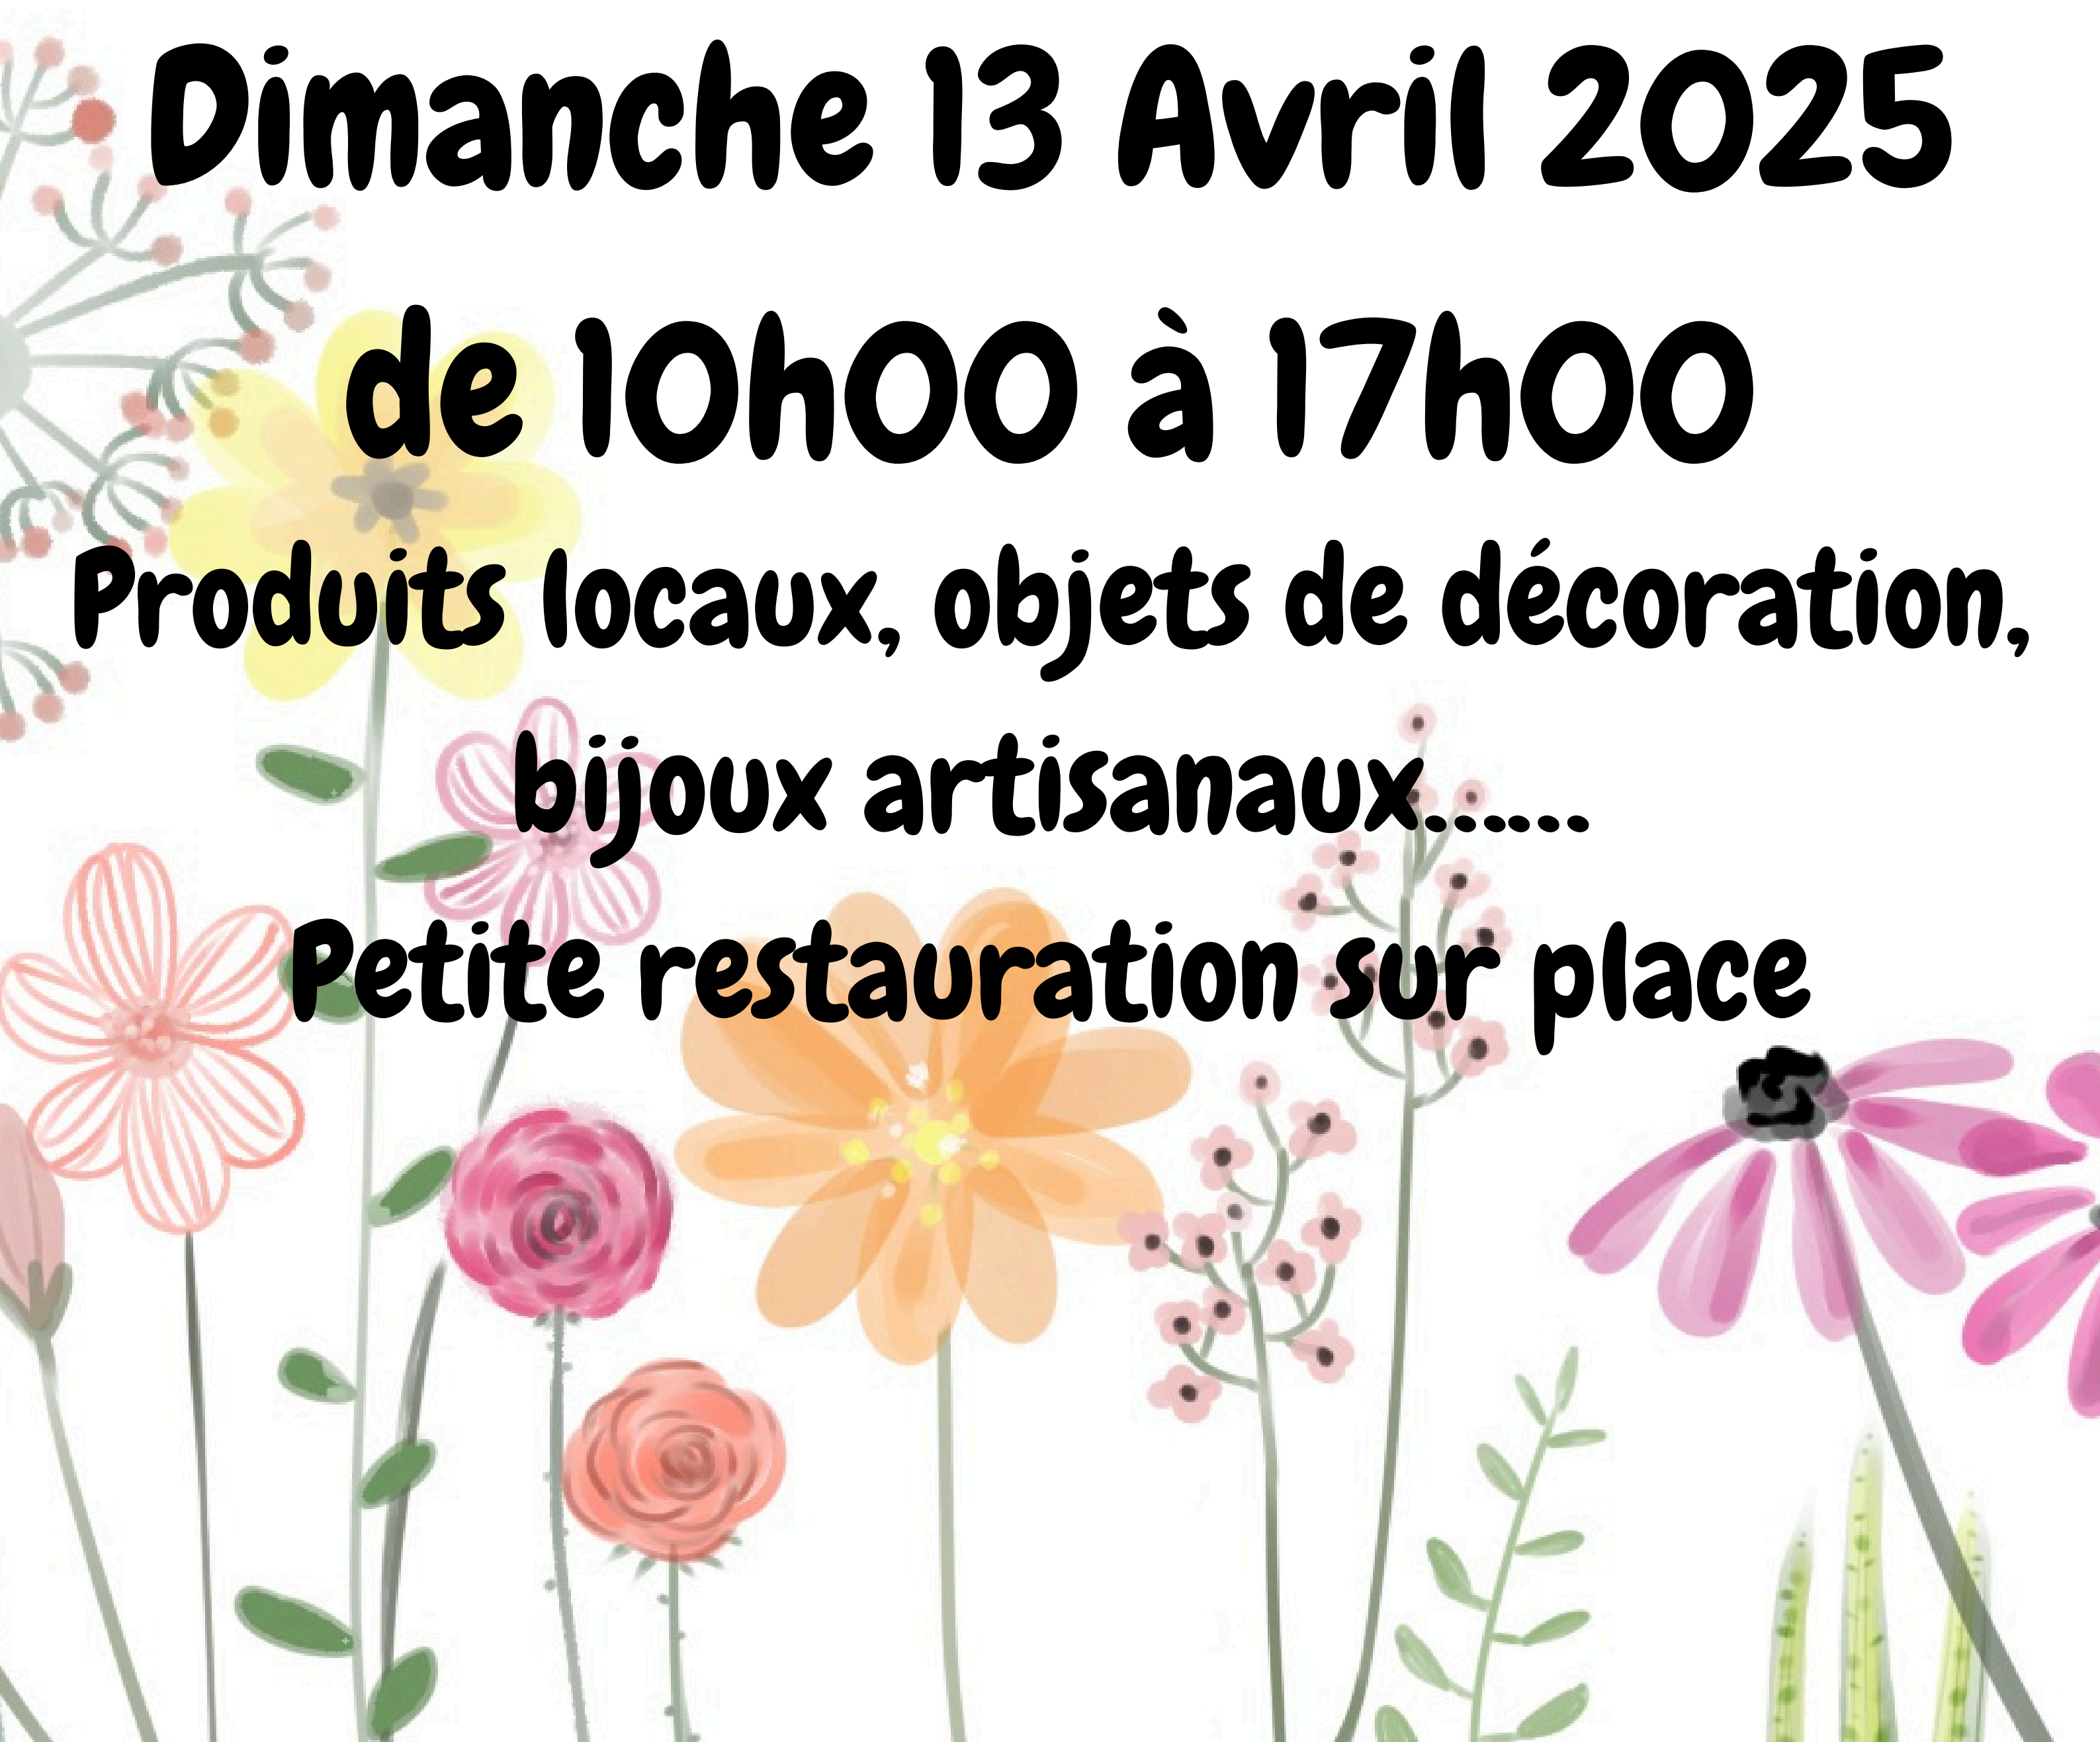 Dimanche 13 Avril 2025
de 10h00 à 17h00
Produits locaux, objets de décoration,
bijoux artisanaux......
Petite restauration sur place